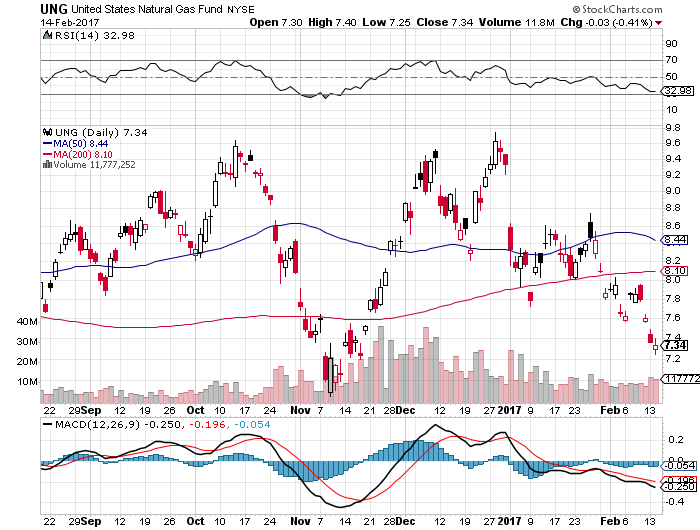 UNG United States Natural Gas Fund NYSE © StockCharts.com
14-Feb-2017 Open 7.30 High 7.40 Low 7.25 Close 7.34 Volume 11.8M Chg -0.03 (-0.41%)
RSI(14) 32.98
90
70
50
32.98
10
UNG (Daily) 7.34
MA(50) 8.44
MA(200) 8.10
Volume 11,777,252
9.8
9.6
9.4
9.2
9.0
8.8
8.6
8.44
8.2
8.10
8.0
7.8
7.6
7.4
7.34
7.2
40M
30M
20M
10M
117772
22 29 Sep 12 19 26 Oct 10 17 24 Nov 7 14 21 28 Dec 12 19 27 2017 9 17 23 Feb 6 13
MACD(12,26,9) -0.250, -0.196, -0.054
0.2
0.0
-0.054
-0.196
-0.250
-0.4
22 29 Sep 12 19 26 Oct 10 17 24 Nov 7 14 21 28 Dec 12 19 27 2017 9 17 23 Feb 6 13